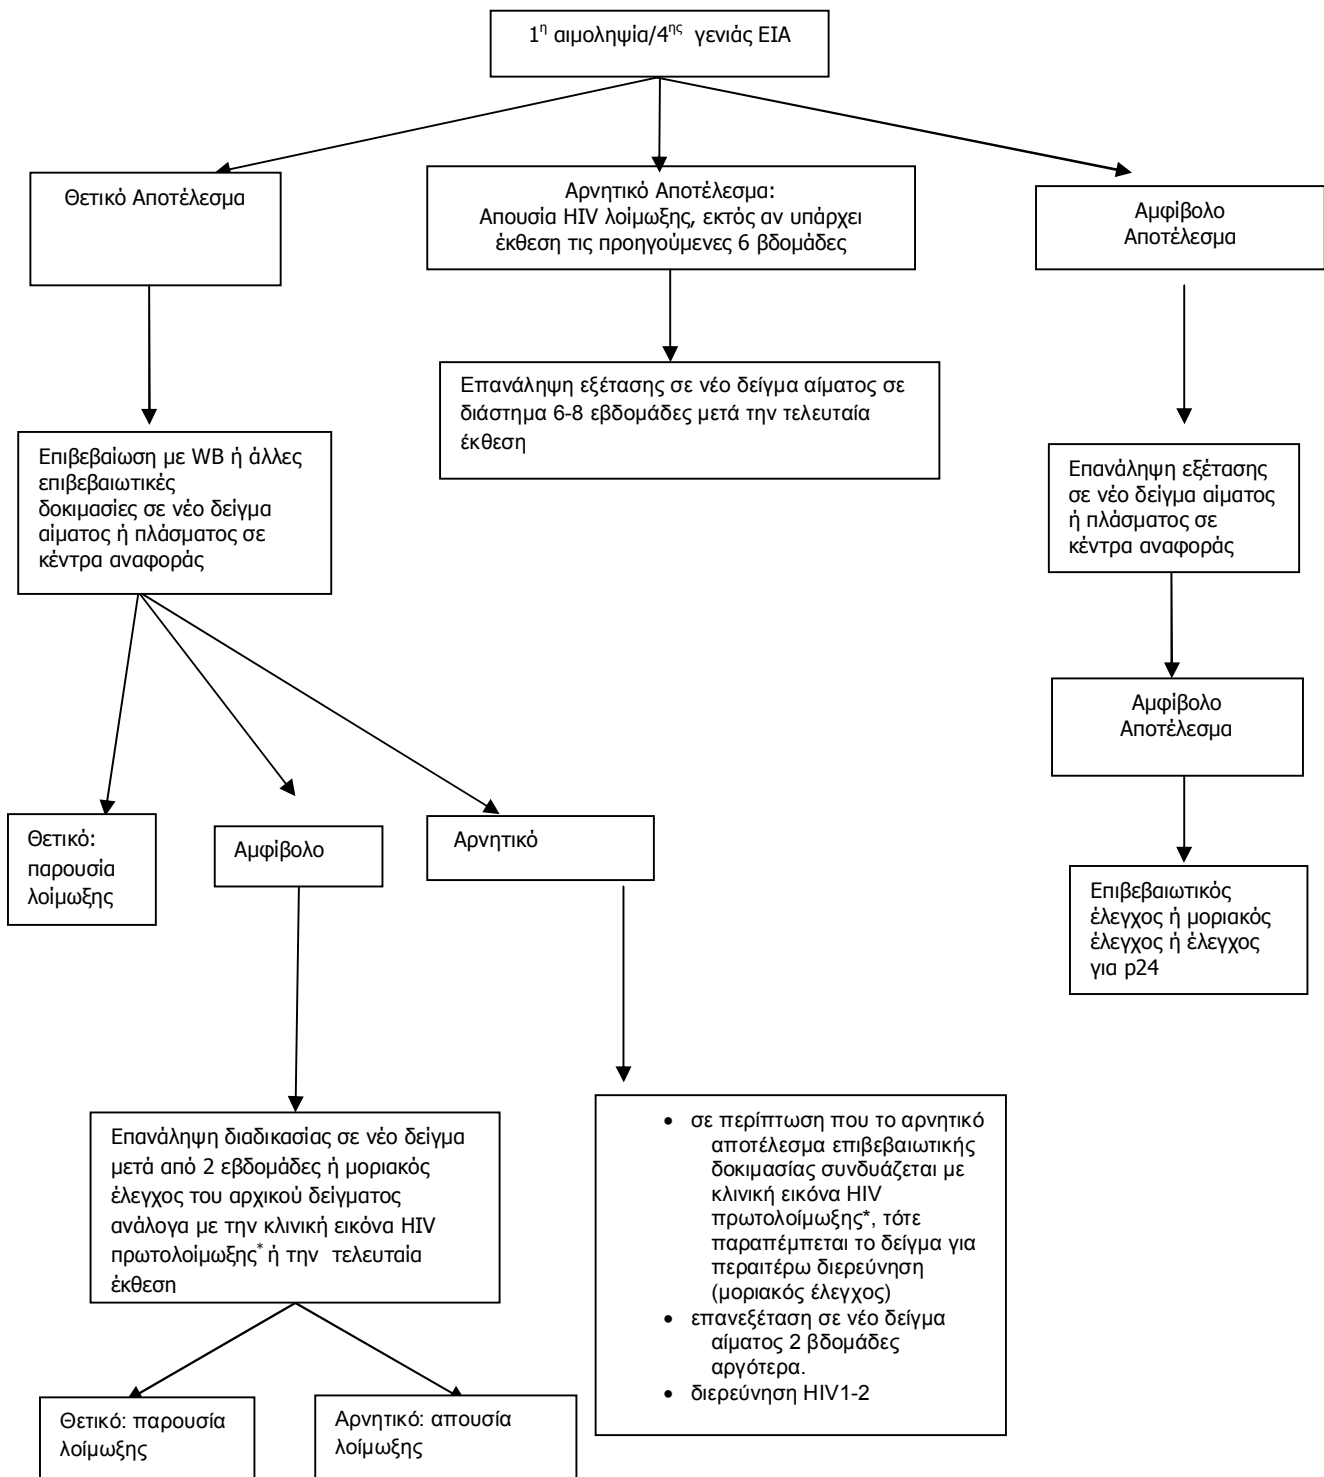 1η αιμοληψία/4ης γενιάς EIA
Θετικό Αποτέλεσμα
Αρνητικό Αποτέλεσμα:
Απουσία HIV λοίμωξης, εκτός αν υπάρχει
έκθεση τις προηγούμενες 6 βδομάδες
Αμφίβολο
Αποτέλεσμα
Επανάληψη εξέτασης σε νέο δείγμα αίματος σε
διάστημα 6-8 εβδομάδες μετά την τελευταία
έκθεση
Επιβεβαίωση με WB ή άλλες
επιβεβαιωτικές
δοκιμασίες σε νέο δείγμα
αίματος ή πλάσματος σε
κέντρα αναφοράς
Επανάληψη εξέτασης
σε νέο δείγμα αίματος
ή πλάσματος σε
κέντρα αναφοράς
Αμφίβολο
Αποτέλεσμα
Θετικό:
παρουσία
λοίμωξης
Αμφίβολο
Αρνητικό
Επιβεβαιωτικός
έλεγχος ή μοριακός
έλεγχος ή έλεγχος
για p24
Επανάληψη διαδικασίας σε νέο δείγμα
μετά από 2 εβδομάδες ή μοριακός
έλεγχος του αρχικού δείγματος
ανάλογα με την κλινική εικόνα HIV
πρωτολοίμωξης* ή την τελευταία
έκθεση
• σε περίπτωση που το αρνητικό
αποτέλεσμα επιβεβαιωτικής
δοκιμασίας συνδυάζεται με
κλινική εικόνα HIV
πρωτολοίμωξης*, τότε
παραπέμπεται το δείγμα για
περαιτέρω διερεύνηση
(μοριακός έλεγχος)
• επανεξέταση σε νέο δείγμα
αίματος 2 βδομάδες
αργότερα.
• διερεύνηση HIV1-2
Θετικό: παρουσία
λοίμωξης
Αρνητικό: απουσία
λοίμωξης